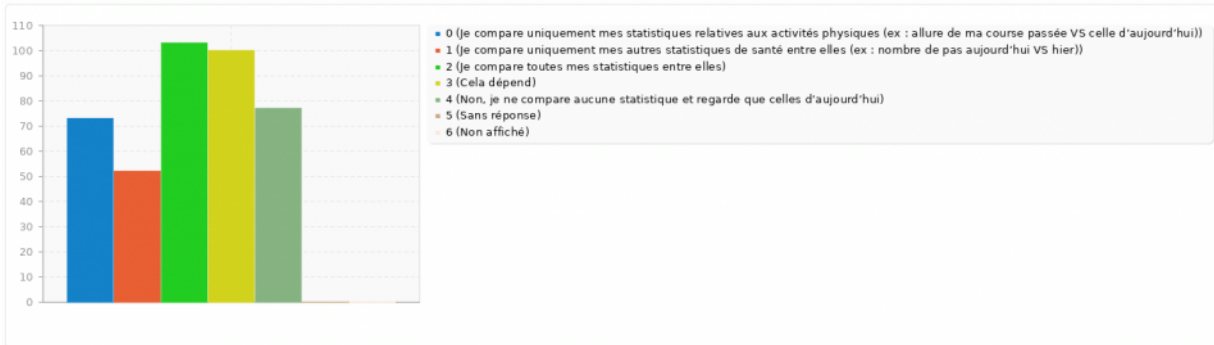 110
100
90
80
70
60
50
40
30
20
10
0
0 (Je compare uniquement mes statistiques relatives aux activités physiques (ex : allure de ma course passée VS celle d'aujourd'hui))
1 (Je compare uniquement mes autres statistiques de santé entre elles (ex : nombre de pas aujourd'hui VS hier))
2 (Je compare toutes mes statistiques entre elles)
3 (Cela dépend)
4 (Non, je ne compare aucune statistique et regarde que celles d'aujourd'hui)
5 (Sans réponse)
6 (Non affiché)